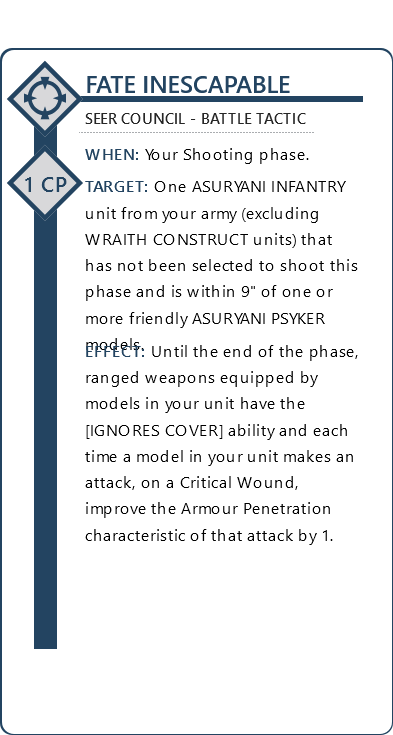 FATE INESCAPABLE
SEER COUNCIL - BATTLE TACTIC
WHEN: Your Shooting phase.
1 CP
TARGET: One ASURYANI INFANTRY
unit from your army (excluding
WRAITH CONSTRUCT units) that
has not been selected to shoot this
phase and is within 9" of one or
more friendly ASURYANI PSYKER
models.
EFFECT: Until the end of the phase,
ranged weapons equipped by
models in your unit have the
[IGNORES COVER] ability and each
time a model in your unit makes an
attack, on a Critical Wound,
improve the Armour Penetration
characteristic of that attack by 1.